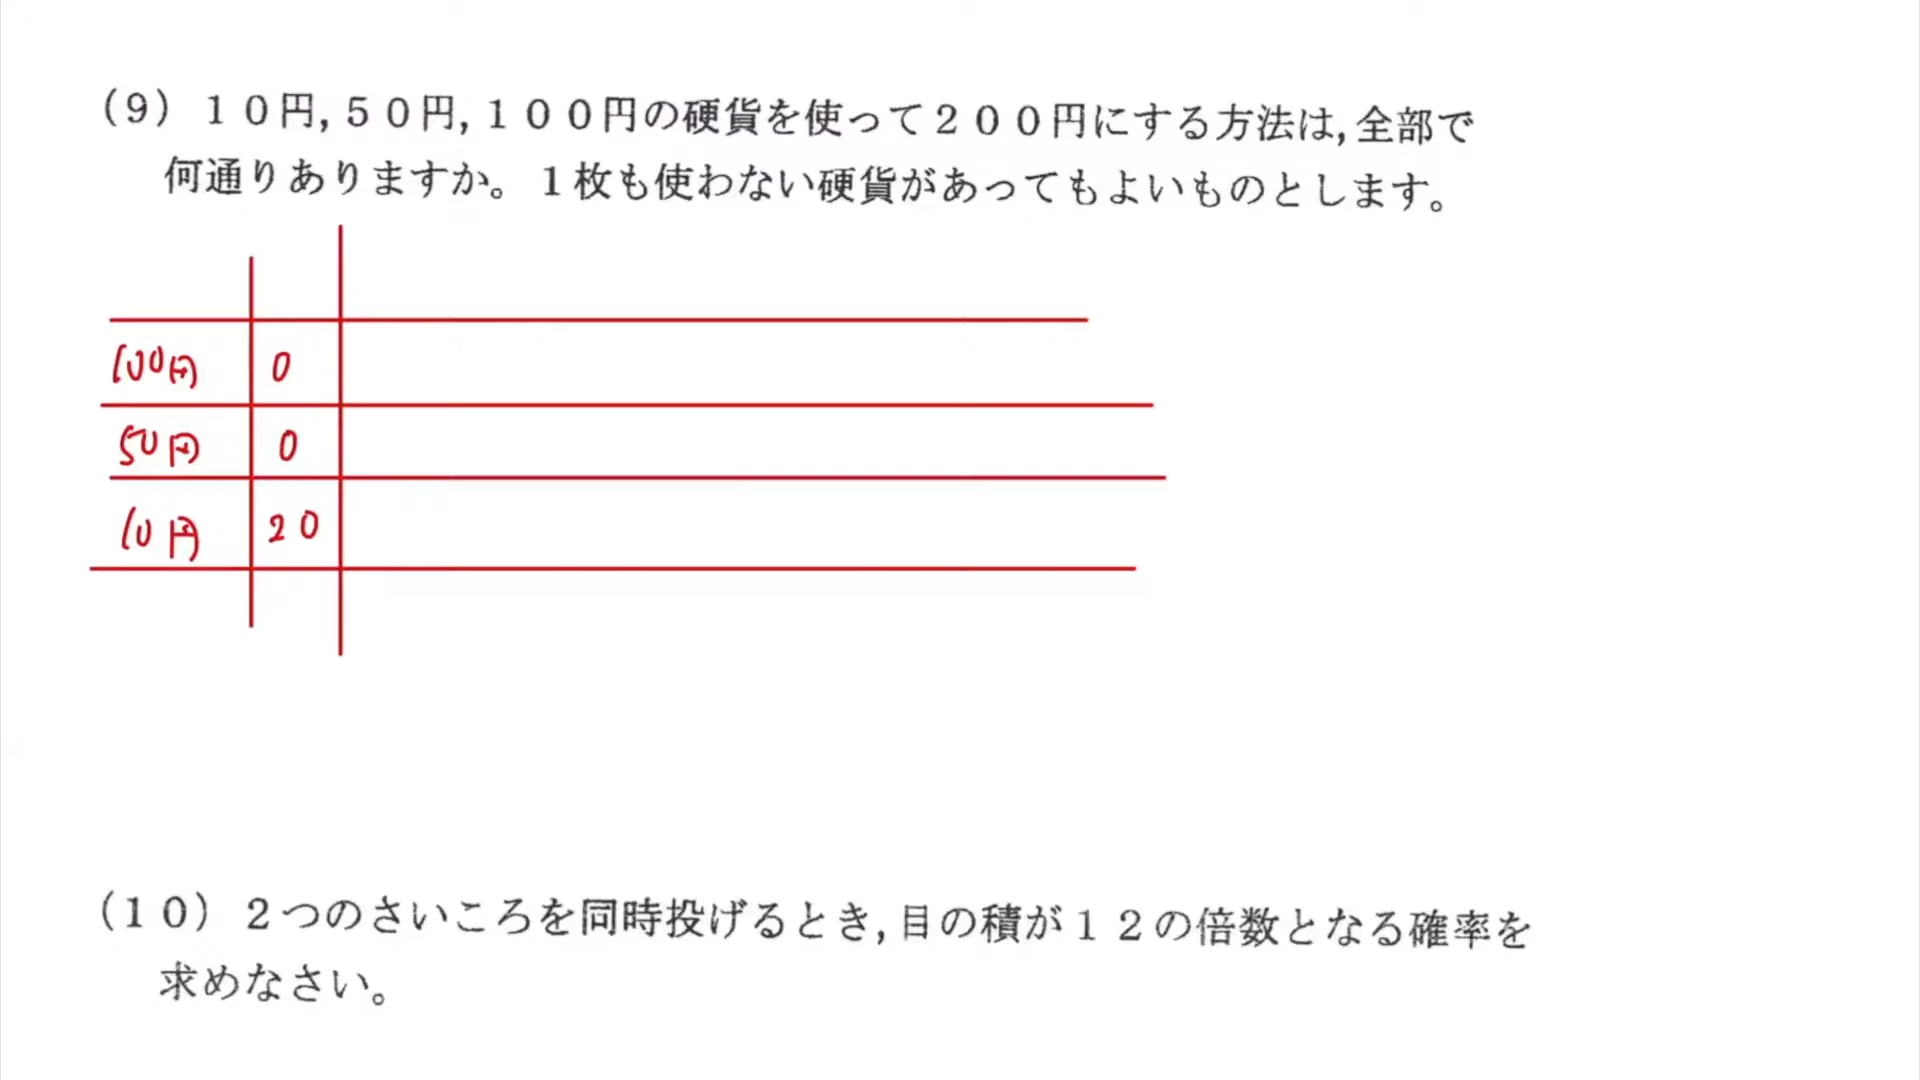 (9) 10円,50円,100円の硬貨を使って200円にする方法は,全部で
何通りありますか。1枚も使わない硬貨があってもよいものとします。
100円 0
50円 0
10円 20
(10) 2つのさいころを同時投げるとき,目の積が12の倍数となる確率を
求めなさい。